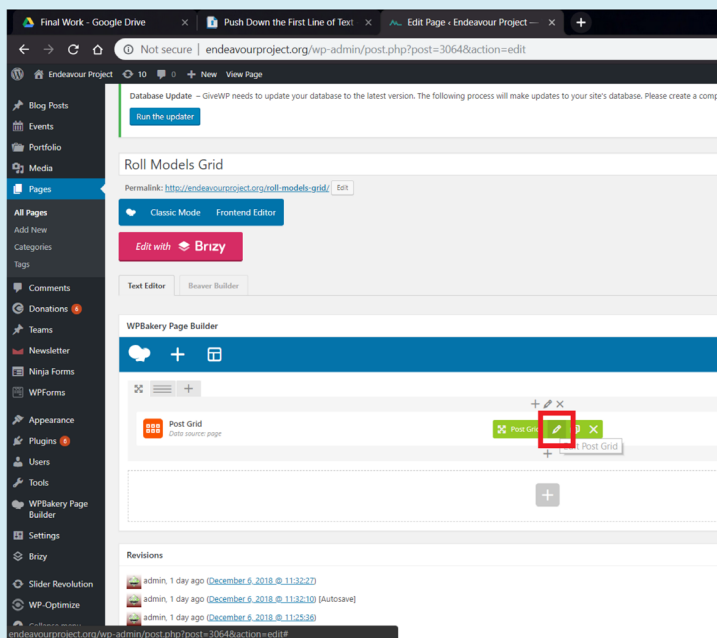 Final Work - Google Drive
Push Down the First Line of Text
Edit Page ‹ Endeavour Project —
Not secure | endeavourproject.org/wp-admin/post.php?post=3064&action=edit
Endeavour Project 10 0 New View Page
Database Update – GiveWP needs to update your database to the latest version. The following process will make updates to your site's database. Please create a comp
Run the updater
Blog Posts
Events
Portfolio
Media
Pages
All Pages
Add New
Categories
Tags
Comments
Donations 6
Teams
Newsletter
Ninja Forms
WPForms
Appearance
Plugins 6
Users
Tools
WPBakery Page
Builder
Settings
Brizy
Slider Revolution
WP-Optimize
Collapse menu
Roll Models Grid
Permalink: http://endeavourproject.org/roll-models-grid/ Edit
Classic Mode Frontend Editor
Edit with Brizy
Text Editor Beaver Builder
WPBakery Page Builder
Post Grid
Data source: page
Post Gri
Edit Post Grid
Revisions
admin, 1 day ago (December 6, 2018 @ 11:32:27)
admin, 1 day ago (December 6, 2018 @ 11:32:10) [Autosave]
admin, 1 day ago (December 6, 2018 @ 11:25:36)
endeavourproject.org/wp-admin/post.php?post=3064&action=edit#